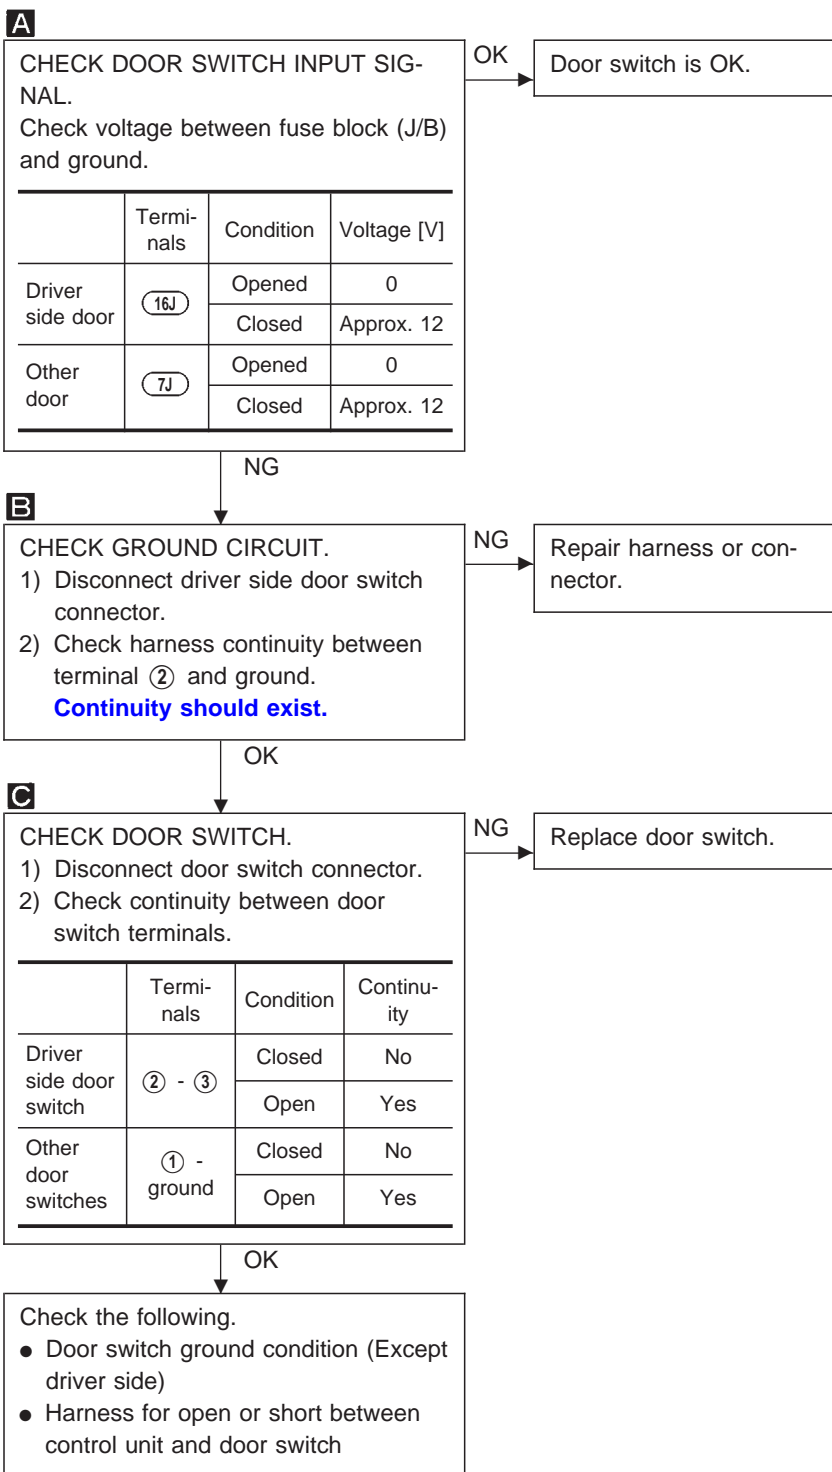 A
CHECK DOOR SWITCH INPUT SIG-
NAL.
Check voltage between fuse block (J/B)
and ground.
Termi-
nals
Condition
Voltage [V]
Driver
side door
16J
Opened
0
Closed
Approx. 12
Other
door
7J
Opened
0
Closed
Approx. 12
OK
Door switch is OK.
NG
B
CHECK GROUND CIRCUIT.
1) Disconnect driver side door switch
connector.
2) Check harness continuity between
terminal ② and ground.
Continuity should exist.
NG
Repair harness or con-
nector.
OK
C
CHECK DOOR SWITCH.
1) Disconnect door switch connector.
2) Check continuity between door
switch terminals.
Termi-
nals
Condition
Continu-
ity
Driver
side door
switch
② - ③
Closed
No
Open
Yes
Other
door
switches
① -
ground
Closed
No
Open
Yes
NG
Replace door switch.
OK
Check the following.
● Door switch ground condition (Except
driver side)
● Harness for open or short between
control unit and door switch